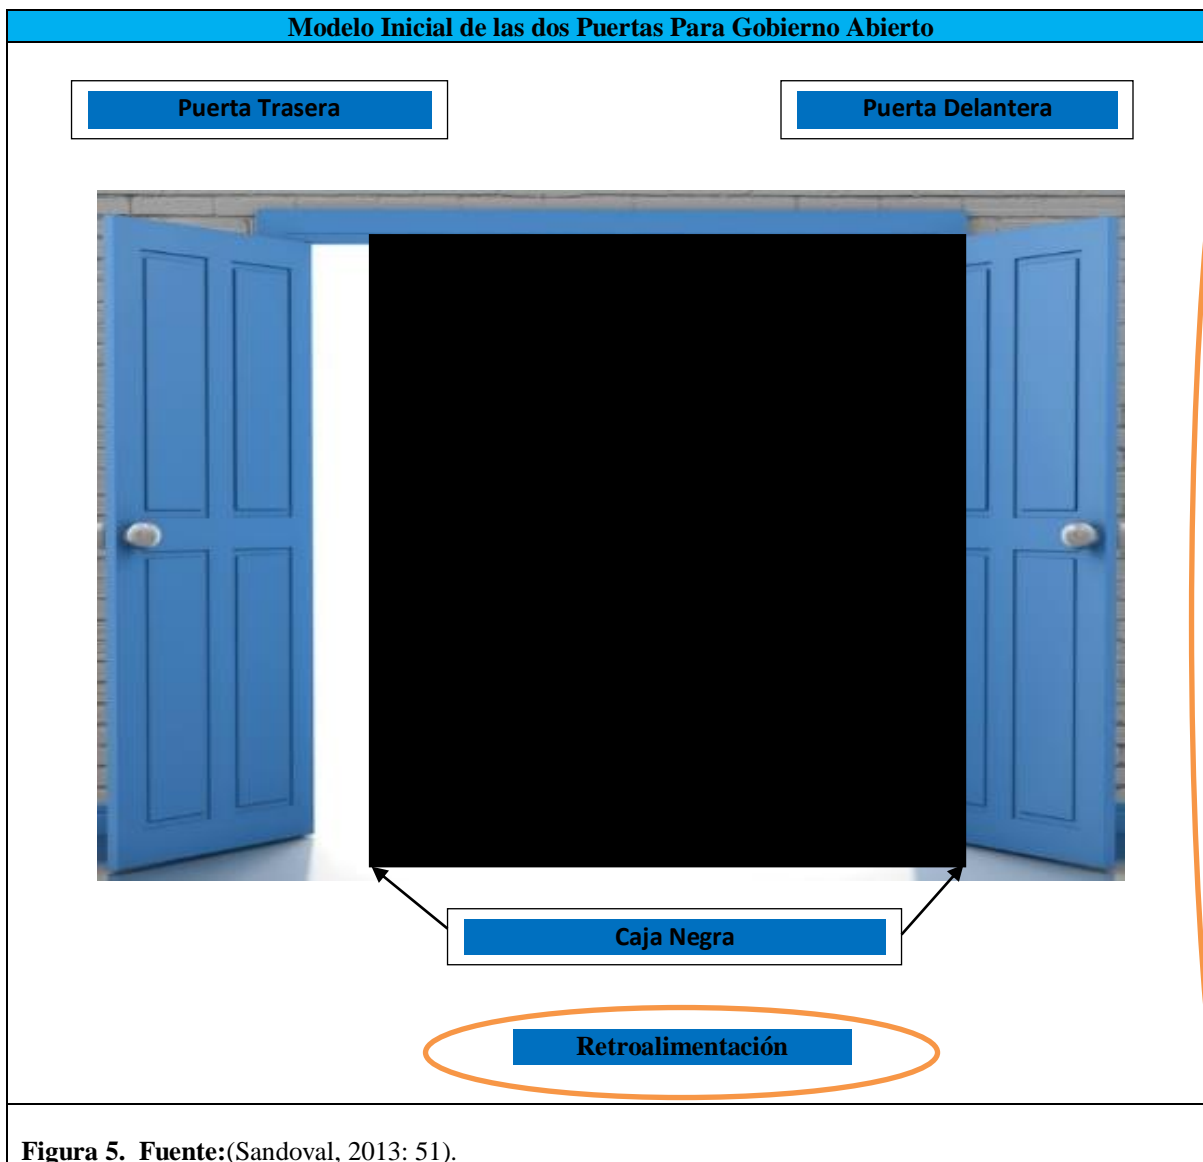 Modelo Inicial de las dos Puertas Para Gobierno Abierto
Puerta Trasera
Puerta Delantera
Caja Negra
Retroalimentación
Figura 5. Fuente:(Sandoval, 2013: 51).